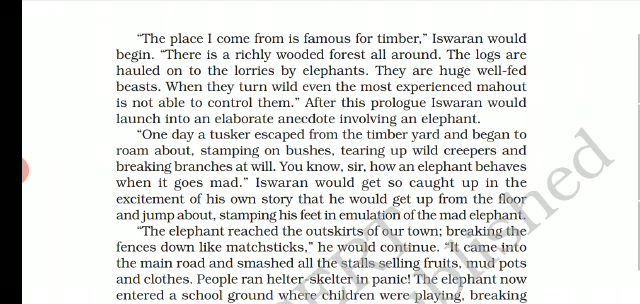 “The place I come from is famous for timber,” Iswaran would
begin. “There is a richly wooded forest all around. The logs are
hauled on to the lorries by elephants. They are huge well-fed
beasts. When they turn wild even the most experienced mahout
is not able to control them.” After this prologue Iswaran would
launch into an elaborate anecdote involving an elephant.
“One day a tusker escaped from the timber yard and began to
roam about, stamping on bushes, tearing up wild creepers and
breaking branches at will. You know, sir, how an elephant behaves
when it goes mad.” Iswaran would get so caught up in the
excitement of his own story that he would get up from the floor
and jump about, stamping his feet in emulation of the mad elephant.
“The elephant reached the outskirts of our town; breaking the
fences down like matchsticks,” he would continue. “It came into
the main road and smashed all the stalls selling fruits, mud pots
and clothes. People ran helter-skelter in panic! The elephant now
entered a school ground where children were playing, breaking